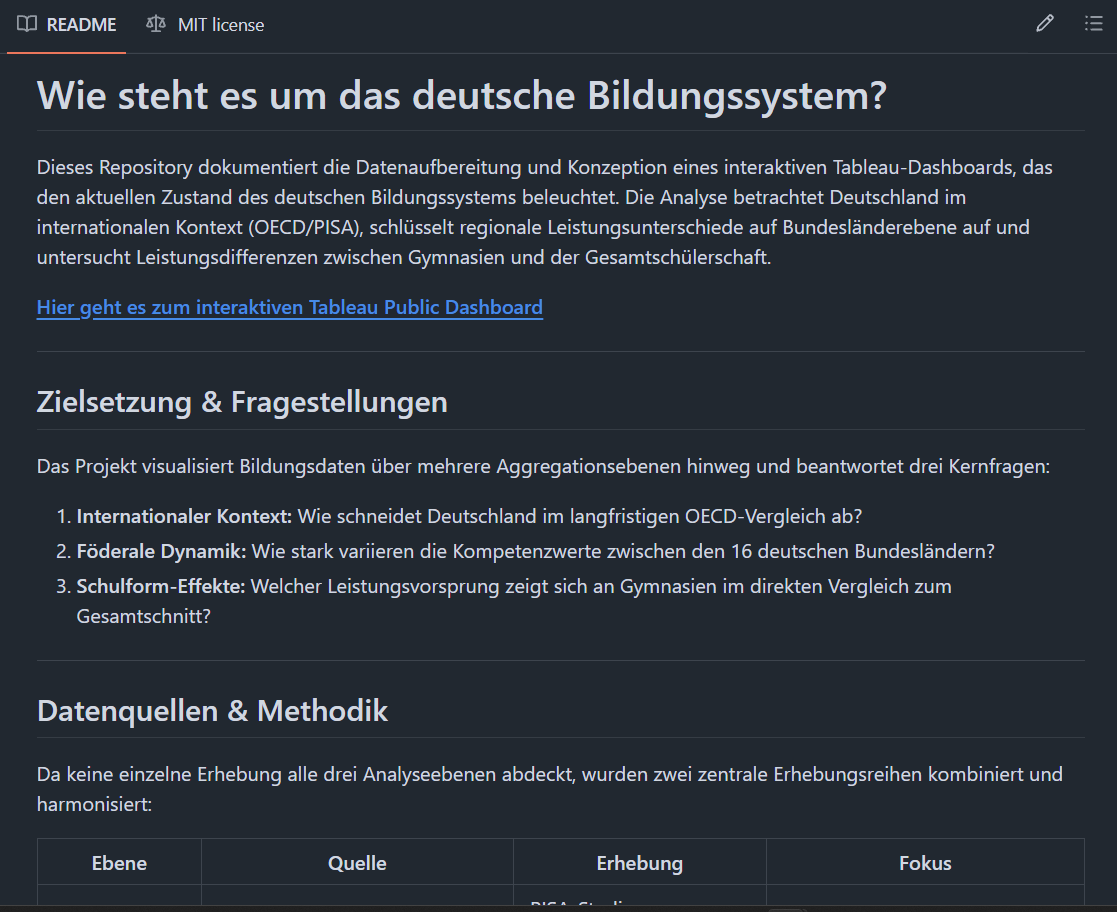 README
MIT license
Wie steht es um das deutsche Bildungssystem?
Dieses Repository dokumentiert die Datenaufbereitung und Konzeption eines interaktiven Tableau-Dashboards, das
den aktuellen Zustand des deutschen Bildungssystems beleuchtet. Die Analyse betrachtet Deutschland im
internationalen Kontext (OECD/PISA), schlüsselt regionale Leistungsunterschiede auf Bundesländerebene auf und
untersucht Leistungsdifferenzen zwischen Gymnasien und der Gesamtschülerschaft.
Hier geht es zum interaktiven Tableau Public Dashboard
Zielsetzung & Fragestellungen
Das Projekt visualisiert Bildungsdaten über mehrere Aggregationsebenen hinweg und beantwortet drei Kernfragen:
1. Internationaler Kontext: Wie schneidet Deutschland im langfristigen OECD-Vergleich ab?
2. Föderale Dynamik: Wie stark variieren die Kompetenzwerte zwischen den 16 deutschen Bundesländern?
3. Schulform-Effekte: Welcher Leistungsvorsprung zeigt sich an Gymnasien im direkten Vergleich zum
Gesamtschnitt?
Datenquellen & Methodik
Da keine einzelne Erhebung alle drei Analyseebenen abdeckt, wurden zwei zentrale Erhebungsreihen kombiniert und
harmonisiert:
Ebene Quelle Erhebung Fokus